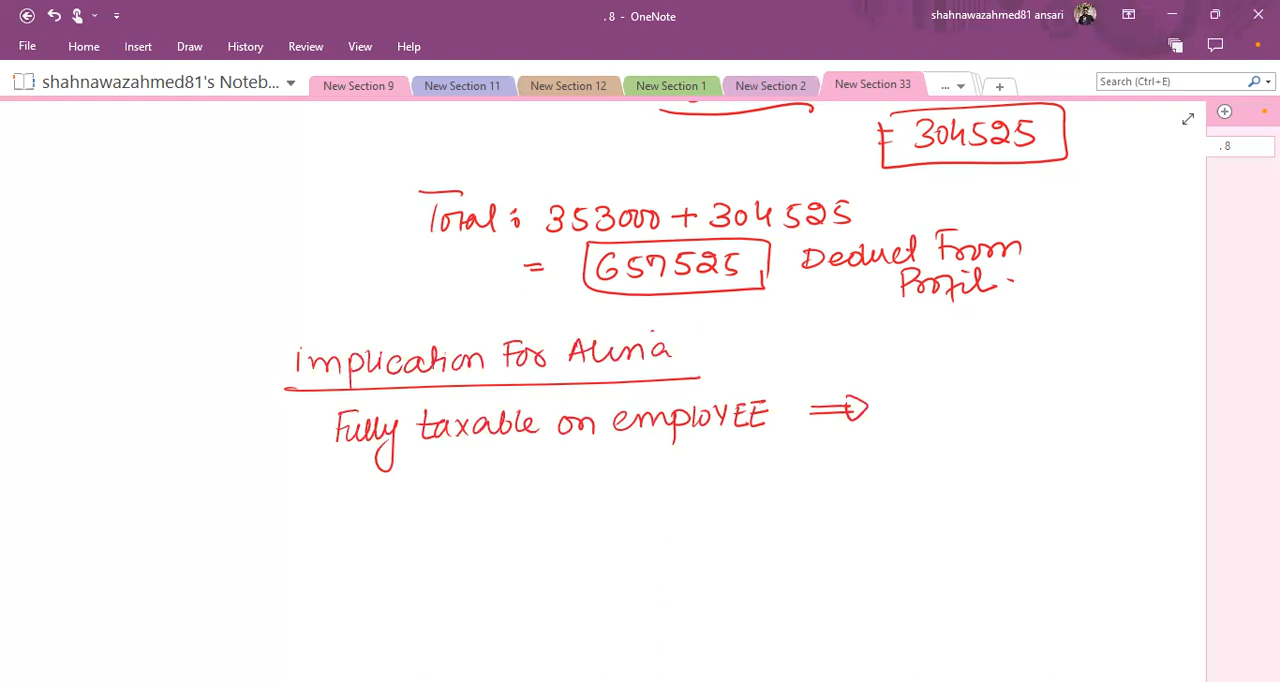 . 8 - OneNote
shahnawazahmed81 ansari
File Home Insert Draw History Review View Help
shahnawazahmed81's Noteb...
New Section 9
New Section 11
New Section 12
New Section 1
New Section 2
New Section 33
...
+
Search (Ctrl+E)
. 8
= 304525
Total : 353000 + 304525
= 657525 Deduct From
Profit.
implication For Alina
Fully taxable on employEE ⇒